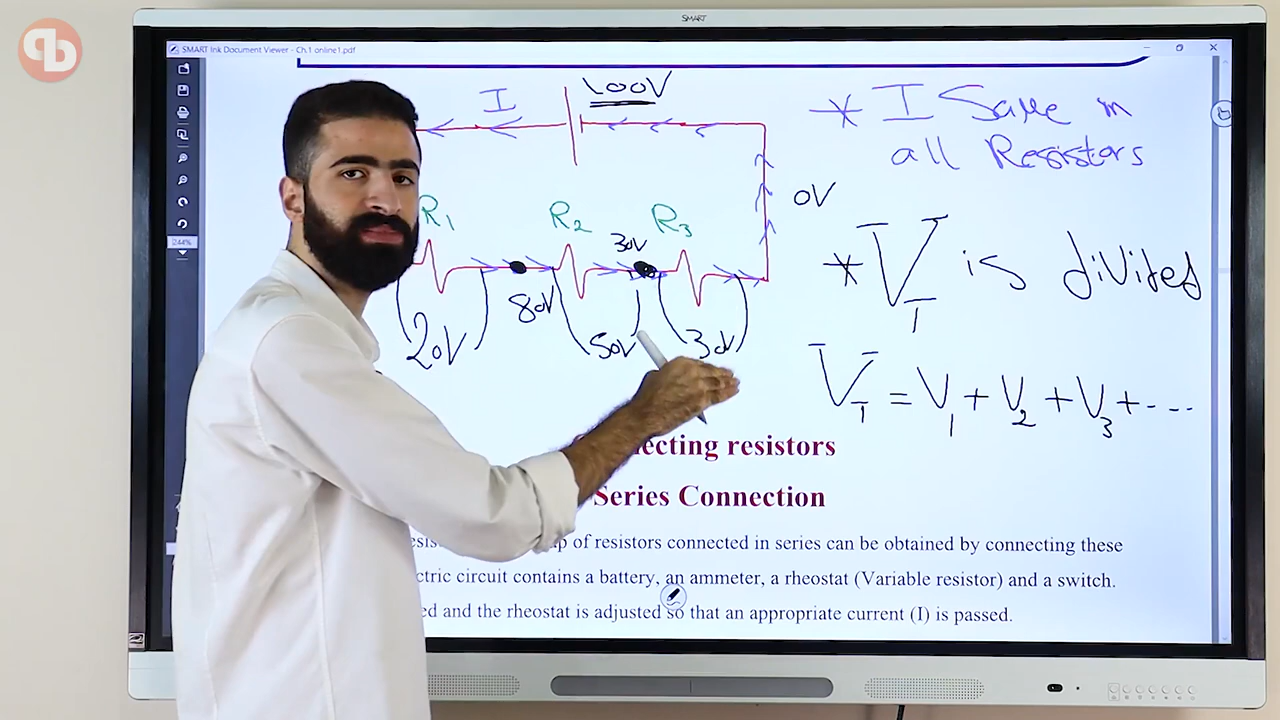 SMART
SMART Ink Document Viewer - Ch.1 online1.pdf
244%
I 100V
R1 R2 R3
30V
80V
20V 50V 30V
0V
* I Same in
all Resistors
* VT is divited
VT = V1 + V2 + V3 + ...
ecting resistors
Series Connection
p of resistors connected in series can be obtained by connecting these
ctric circuit contains a battery, an ammeter, a rheostat (Variable resistor) and a switch.
ed and the rheostat is adjusted so that an appropriate current (I) is passed.